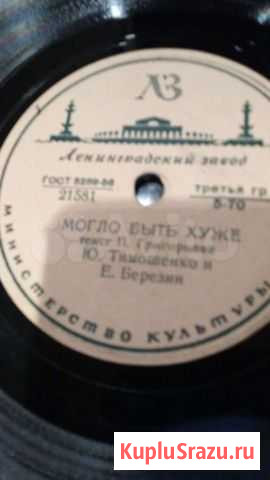 ЛЗ
Ленинградский завод
ГОСТ 5289-56
21581
третья гр.
5-70
МОГЛО БЫТЬ ХУЖЕ
текст П. Григорьева
Ю. Тимошенко и
Е. Березин
МИНИСТЕРСТВО КУЛЬТУРЫ
KupluSrazu.ru